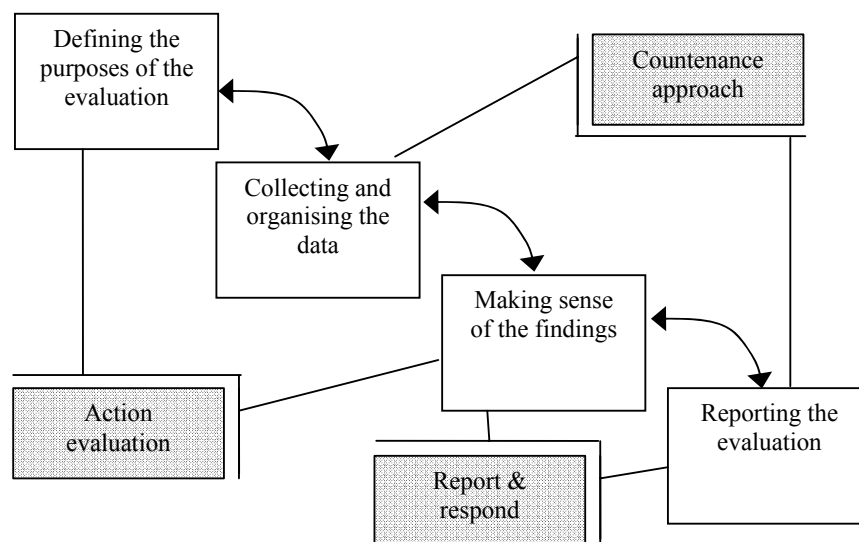 Defining the
purposes of the
evaluation
Countenance
approach
Collecting and
organising the
data
Making sense
of the findings
Action
evaluation
Reporting the
evaluation
Report &
respond